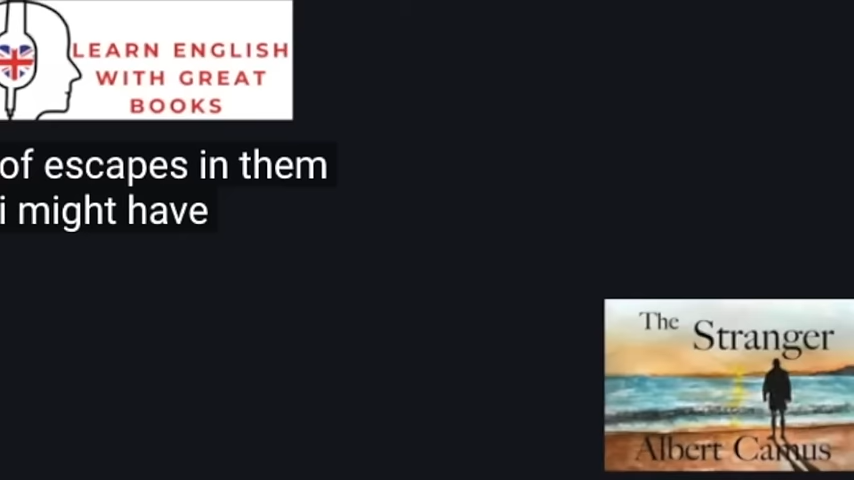 LEARN ENGLISH
WITH GREAT
BOOKS
of escapes in them
i might have
The Stranger
Albert Camus